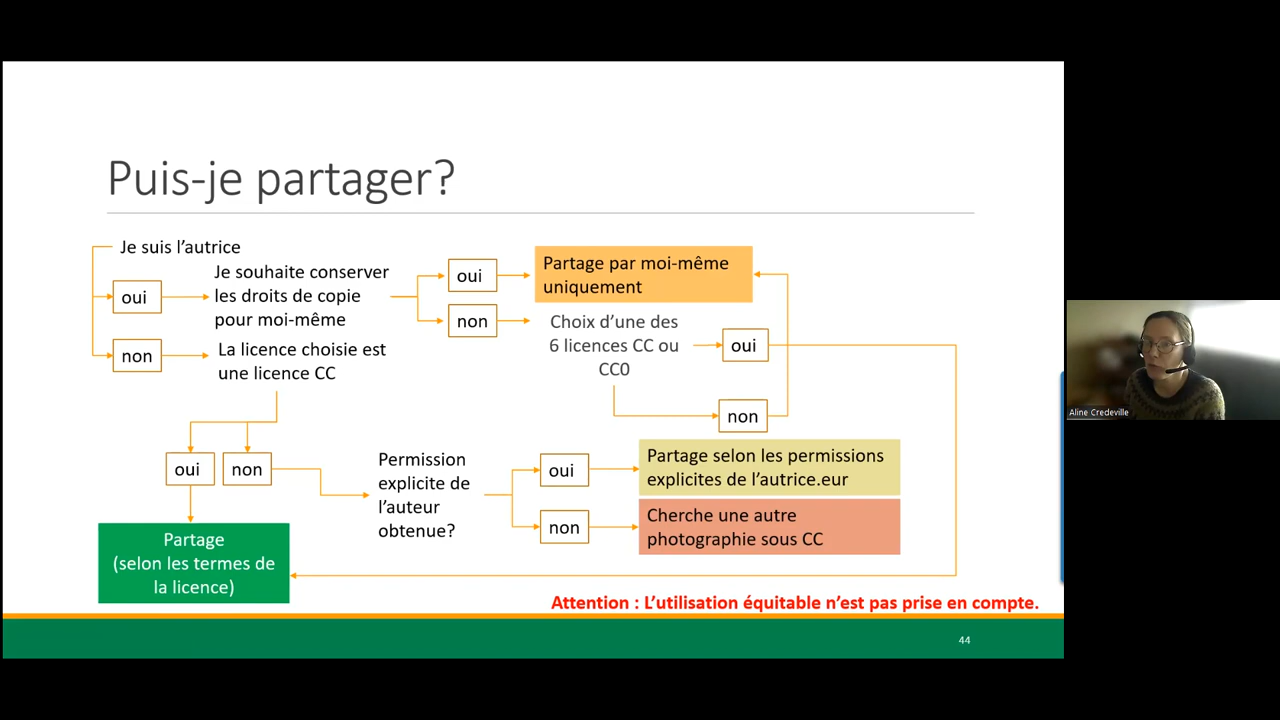 Puis-je partager?
Je suis l’autrice
oui
Je souhaite conserver
les droits de copie
pour moi-même
oui
Partage par moi-même
uniquement
non
Choix d’une des
6 licences CC ou
CC0
oui
non
non
La licence choisie est
une licence CC
oui
non
Permission
explicite de
l’auteur
obtenue?
oui
Partage selon les permissions
explicites de l’autrice.eur
non
Cherche une autre
photographie sous CC
Partage
(selon les termes de
la licence)
Attention : L’utilisation équitable n’est pas prise en compte.
44
Aline Credeville